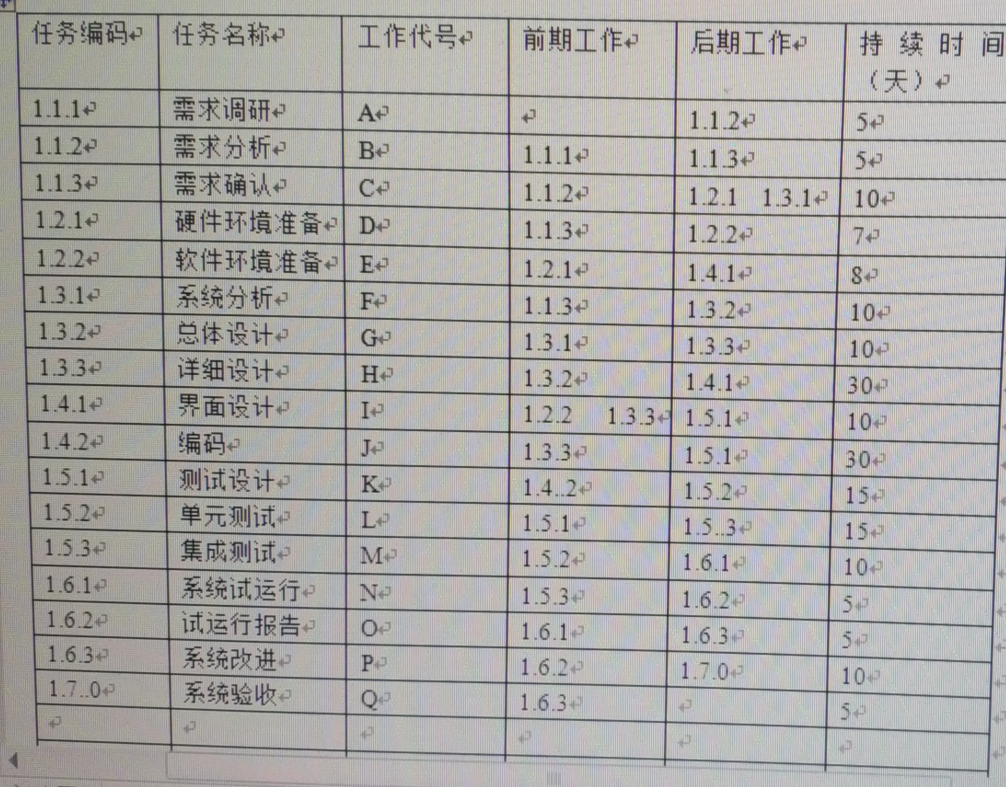 任务编码 任务名称 工作代号 前期工作 后期工作 持续时间
（天）
1.1.1 需求调研 A 1.1.2 5
1.1.2 需求分析 B 1.1.1 1.1.3 5
1.1.3 需求确认 C 1.1.2 1.2.1 1.3.1 10
1.2.1 硬件环境准备 D 1.1.3 1.2.2 7
1.2.2 软件环境准备 E 1.2.1 1.4.1 8
1.3.1 系统分析 F 1.1.3 1.3.2 10
1.3.2 总体设计 G 1.3.1 1.3.3 10
1.3.3 详细设计 H 1.3.2 1.4.1 30
1.4.1 界面设计 I 1.2.2 1.3.3 1.5.1 10
1.4.2 编码 J 1.3.3 1.5.1 30
1.5.1 测试设计 K 1.4..2 1.5.2 15
1.5.2 单元测试 L 1.5.1 1.5..3 15
1.5.3 集成测试 M 1.5.2 1.6.1 10
1.6.1 系统试运行 N 1.5.3 1.6.2 5
1.6.2 试运行报告 O 1.6.1 1.6.3 5
1.6.3 系统改进 P 1.6.2 1.7.0 10
1.7..0 系统验收 Q 1.6.3 5